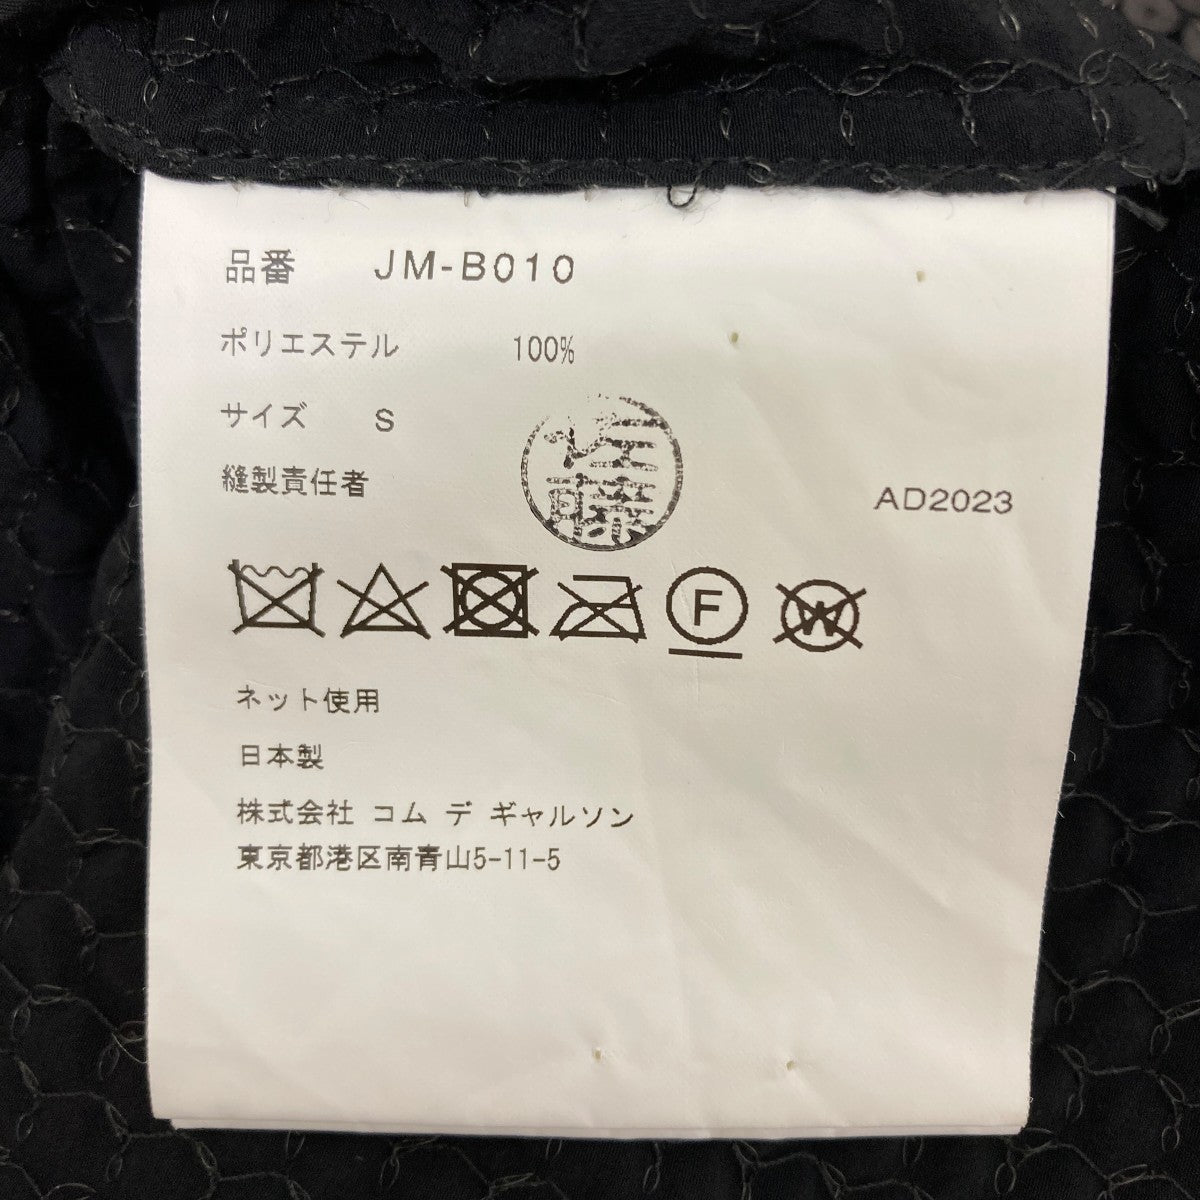 品番 JM-B010
ポリエステル 100%
サイズ S
縫製責任者 佐藤 AD2023
F W
ネット使用
日本製
株式会社 コム デ ギャルソン
東京都港区南青山5-11-5